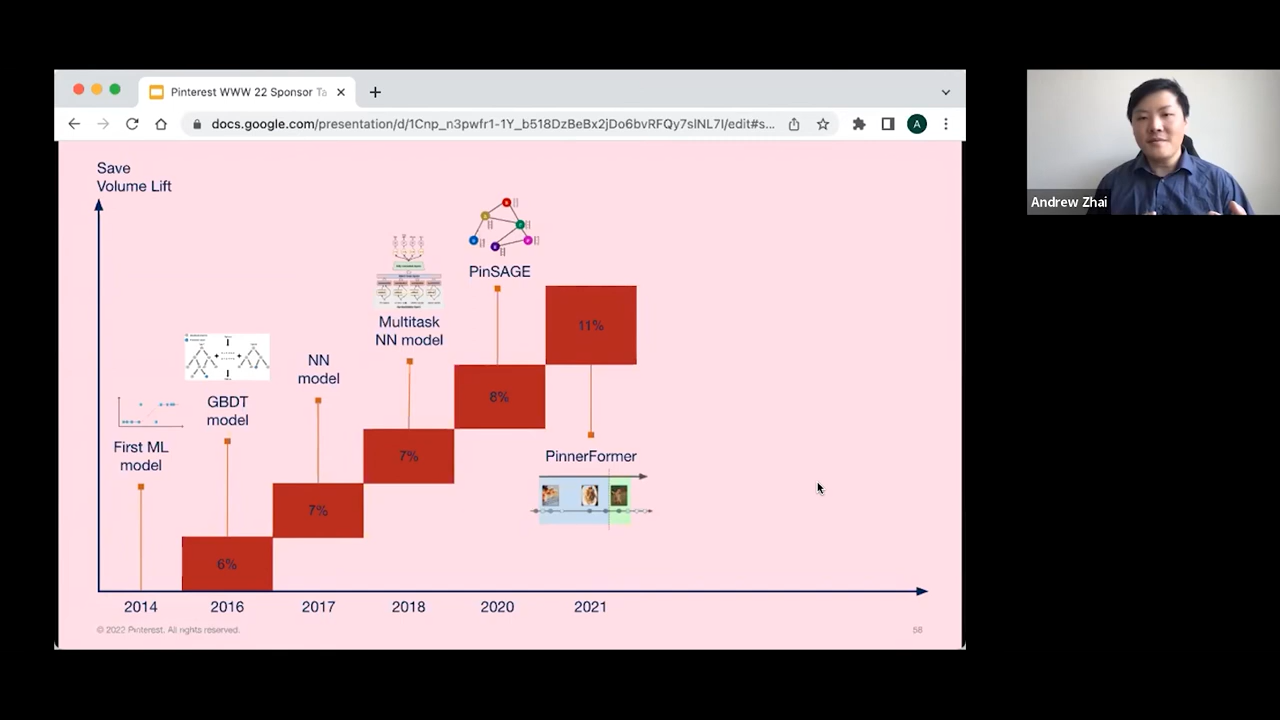 Pinterest WWW 22 Sponsor Ta
docs.google.com/presentation/d/1Cnp_n3pwfr1-1Y_b518DzBeBx2jDo6bvRFQy7slNL7I/edit#s...
A
Andrew Zhai
Save
Volume Lift
PinSAGE
11%
Multitask
NN model
NN
model
8%
GBDT
model
First ML
model
7%
PinnerFormer
7%
6%
2014
2016
2017
2018
2020
2021
© 2022 Pinterest. All rights reserved.
58